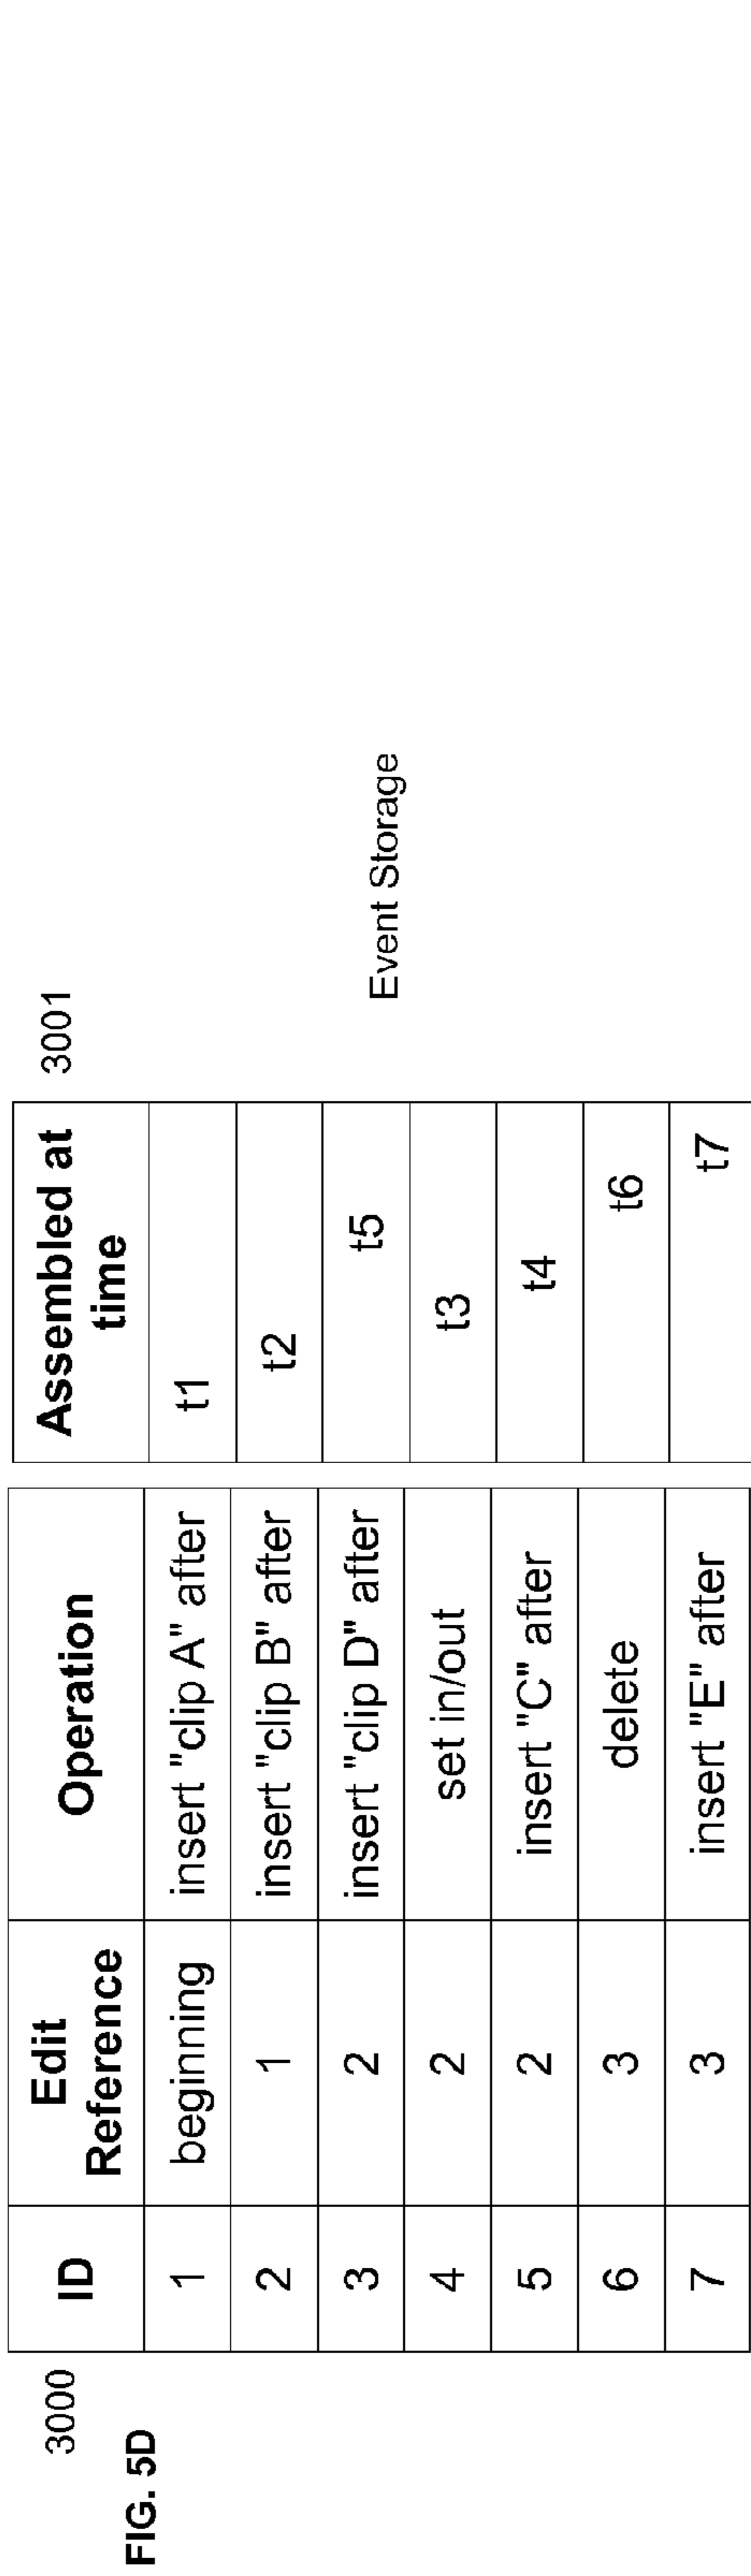 3000
ID Edit Reference Operation Assembled at time
3001
1 beginning insert "clip A" after t1
2 1 insert "clip B" after t2
3 2 insert "clip D" after t5
4 2 set in/out t3
5 2 insert "C" after t4
6 3 delete t6
7 3 insert "E" after t7
Event Storage
FIG. 5D